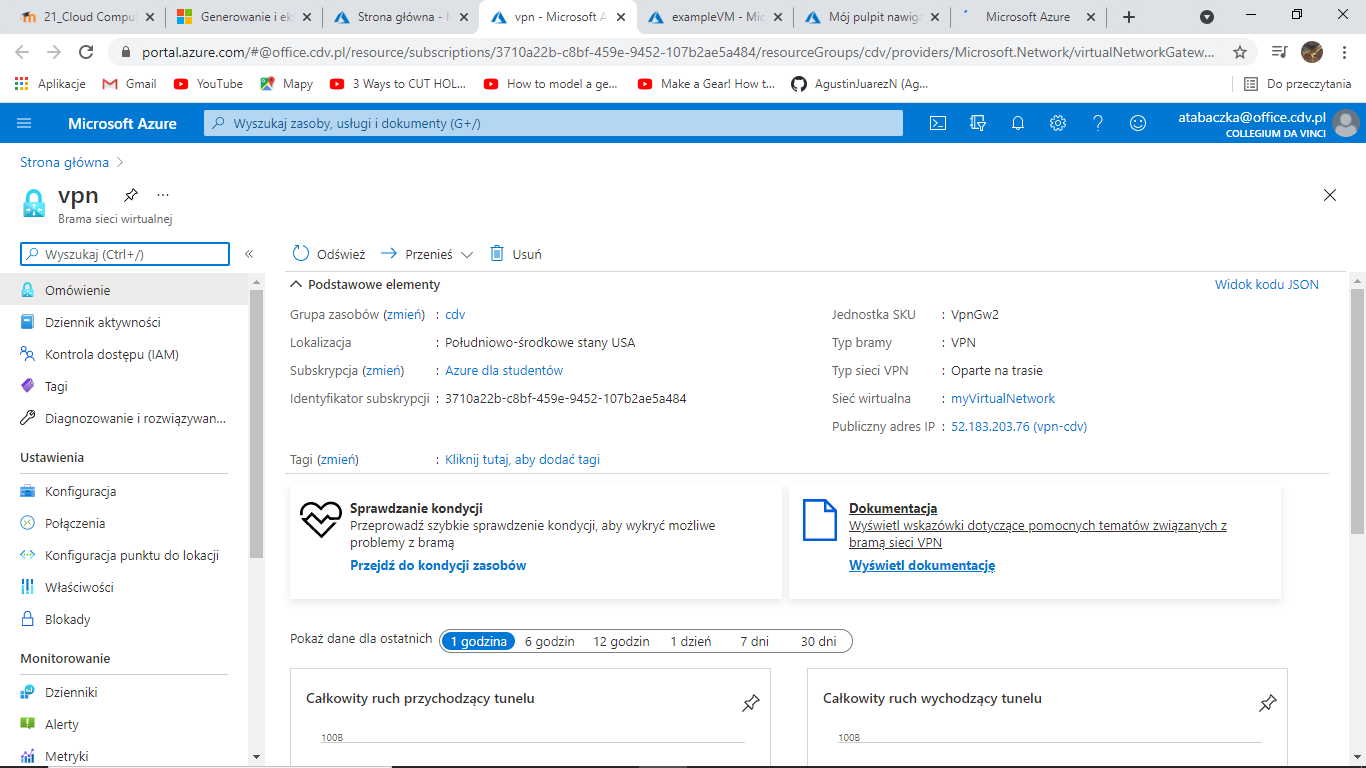 21_Cloud Compu
Generowanie i ek
Strona główna - M
vpn - Microsoft A
exampleVM - Mic
Mój pulpit nawiga
Microsoft Azure
portal.azure.com/#@office.cdv.pl/resource/subscriptions/3710a22b-c8bf-459e-9452-107b2ae5a484/resourceGroups/cdv/providers/Microsoft.Network/virtualNetworkGatew...
Aplikacje
Gmail
YouTube
Mapy
3 Ways to CUT HOL...
How to model a ge...
Make a Gear! How t...
AgustinJuarezN (Ag...
Do przeczytania
Microsoft Azure
Wyszukaj zasoby, usługi i dokumenty (G+/)
atabaczka@office.cdv.pl
COLLEGIUM DA VINCI
Strona główna
vpn
Brama sieci wirtualnej
Wyszukaj (Ctrl+/)
Omówienie
Dziennik aktywności
Kontrola dostępu (IAM)
Tagi
Diagnozowanie i rozwiązywan...
Ustawienia
Konfiguracja
Połączenia
Konfiguracja punktu do lokacji
Właściwości
Blokady
Monitorowanie
Dzienniki
Alerty
Metryki
Odśwież
Przenieś
Usuń
Podstawowe elementy
Widok kodu JSON
Grupa zasobów (zmień) : cdv
Lokalizacja : Południowo-środkowe stany USA
Subskrypcja (zmień) : Azure dla studentów
Identyfikator subskrypcji : 3710a22b-c8bf-459e-9452-107b2ae5a484
Jednostka SKU : VpnGw2
Typ bramy : VPN
Typ sieci VPN : Oparte na trasie
Sieć wirtualna : myVirtualNetwork
Publiczny adres IP : 52.183.203.76 (vpn-cdv)
Tagi (zmień) : Kliknij tutaj, aby dodać tagi
Sprawdzanie kondycji
Przeprowadź szybkie sprawdzenie kondycji, aby wykryć możliwe
problemy z bramą
Przejdź do kondycji zasobów
Dokumentacja
Wyświetl wskazówki dotyczące pomocnych tematów związanych z
bramą sieci VPN
Wyświetl dokumentację
Pokaż dane dla ostatnich
1 godzina
6 godzin
12 godzin
1 dzień
7 dni
30 dni
Całkowity ruch przychodzący tunelu
100B
Całkowity ruch wychodzący tunelu
100B